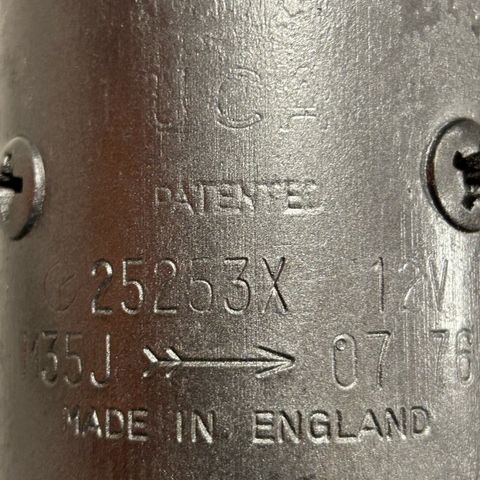 PATENTED
25253X 12V
M35J 07 76
MADE IN ENGLAND